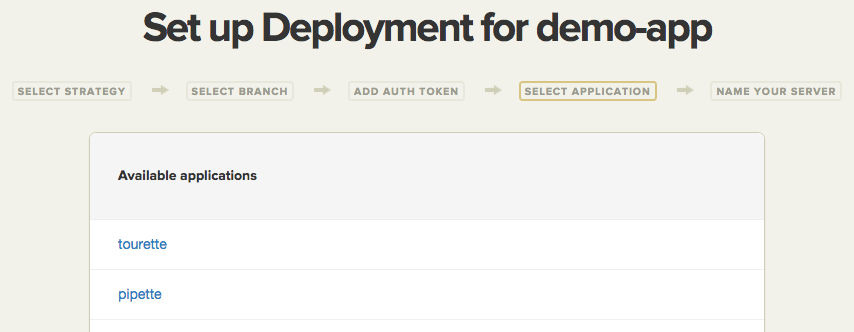 Set up Deployment for demo-app
SELECT STRATEGY SELECT BRANCH ADD AUTH TOKEN SELECT APPLICATION NAME YOUR SERVER
Available applications
tourette
pipette